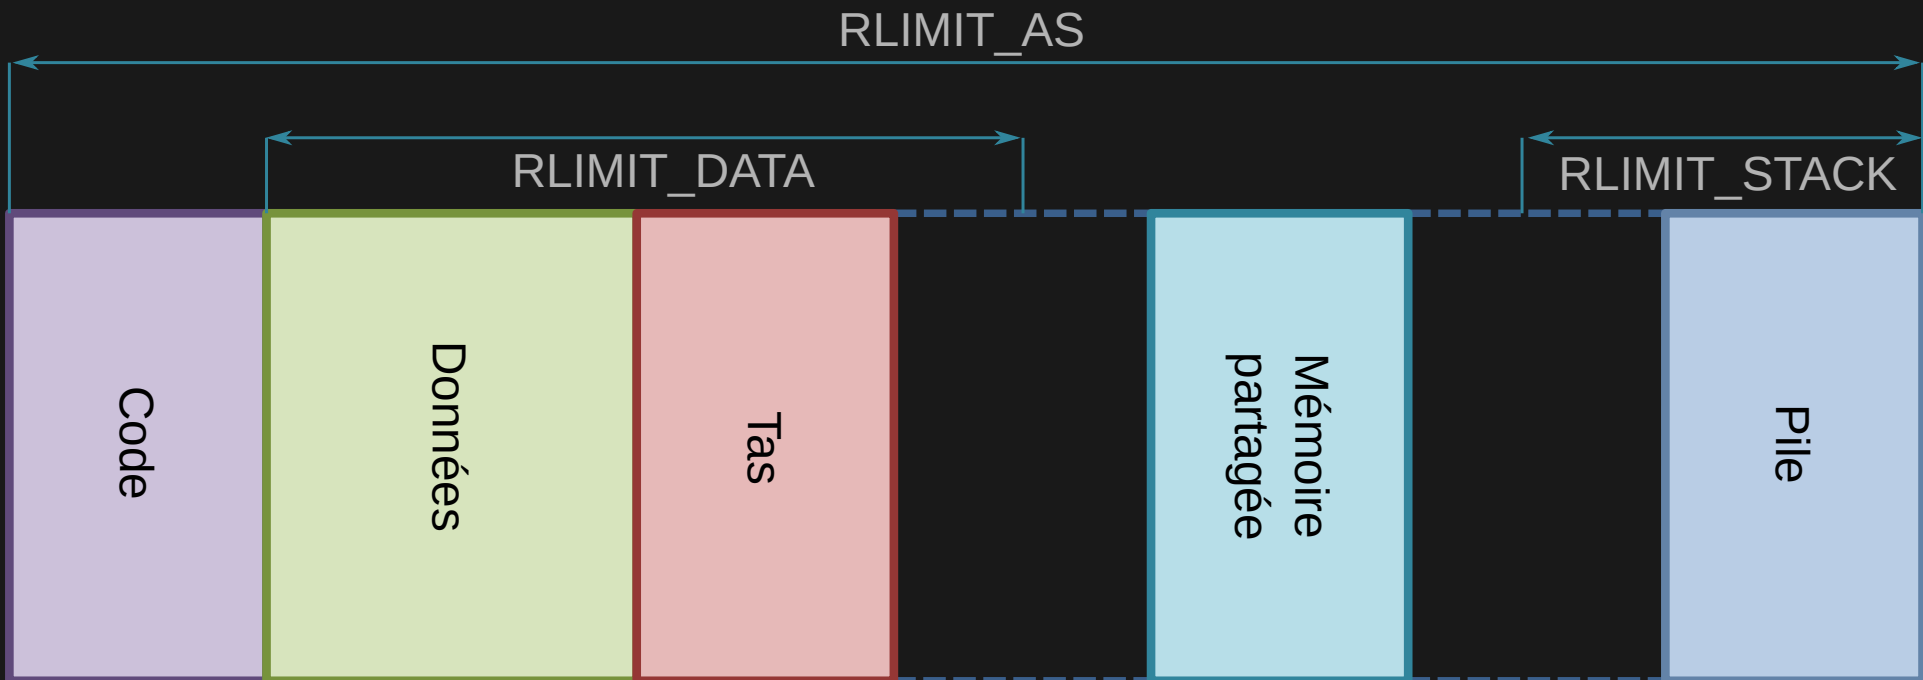 RLIMIT_AS
RLIMIT_DATA
RLIMIT_STACK
Code
Données
Tas
Mémoire
partagée
Pile